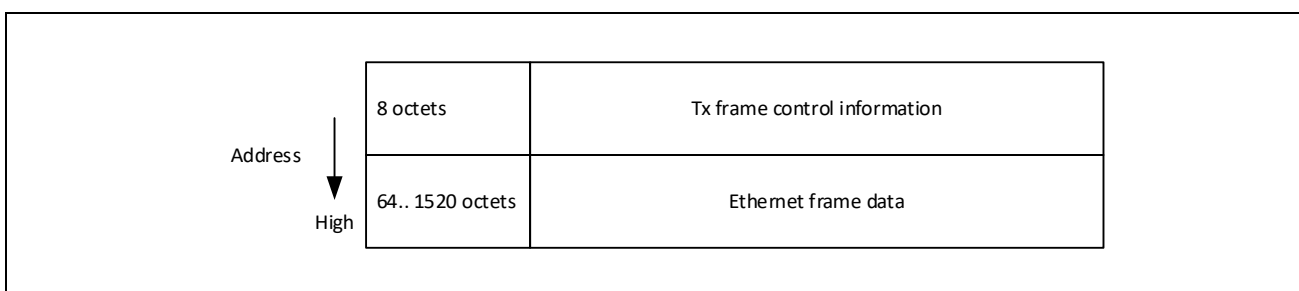 8 octets
Tx frame control information
Address
64.. 1520 octets
Ethernet frame data
High